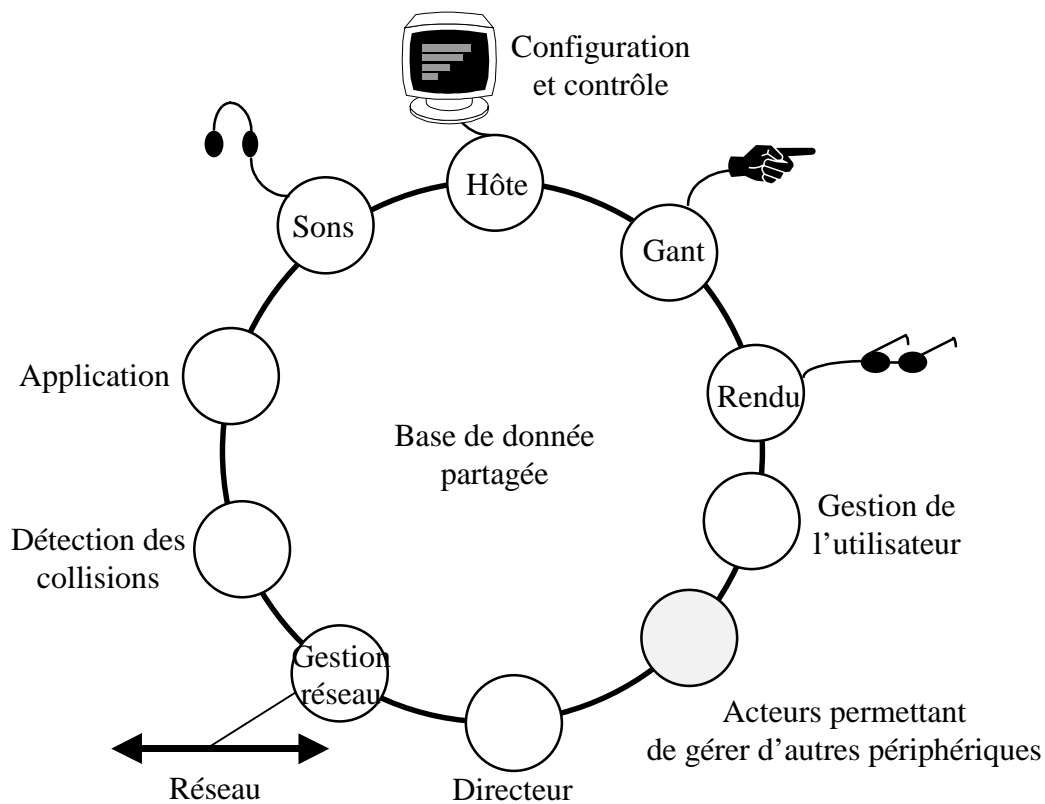 Configuration
et contrôle
Hôte
Sons
Gant
Application
Rendu
Base de donnée
partagée
Gestion de
l’utilisateur
Détection des
collisions
Gestion
réseau
Acteurs permettant
de gérer d’autres périphériques
Réseau
Directeur